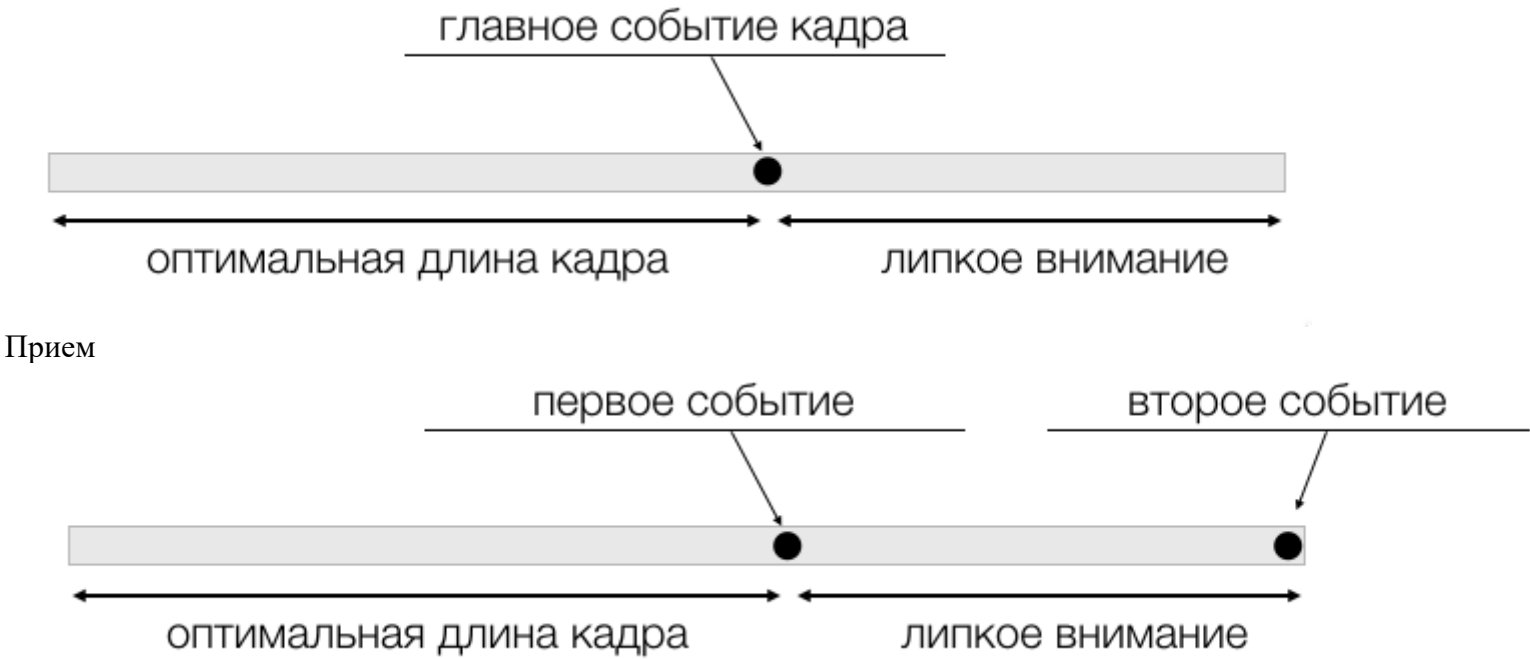 главное событие кадра
оптимальная длина кадра липкое внимание
Прием
первое событие второе событие
оптимальная длина кадра липкое внимание